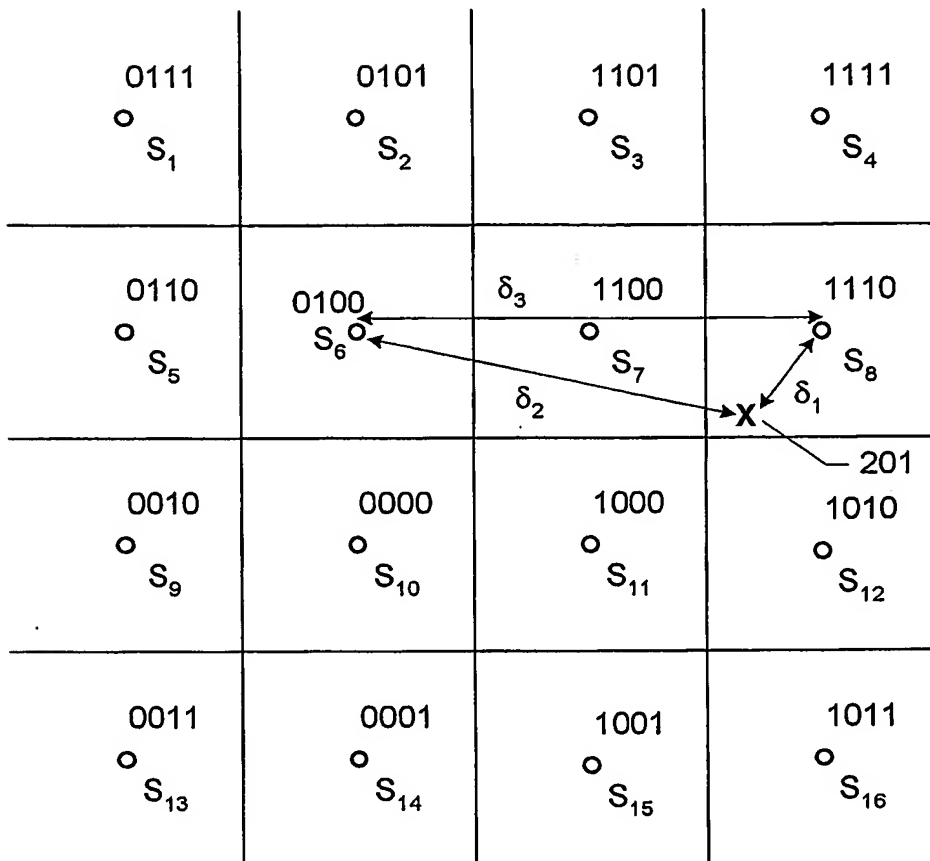 0111 0101 1101 1111
S₁ S₂ S₃ S₄
0110 0100 δ₃ 1100 1110
S₅ S₆ S₇ S₈
δ₂ X δ₁
201
0010 0000 1000 1010
S₉ S₁₀ S₁₁ S₁₂
0011 0001 1001 1011
S₁₃ S₁₄ S₁₅ S₁₆